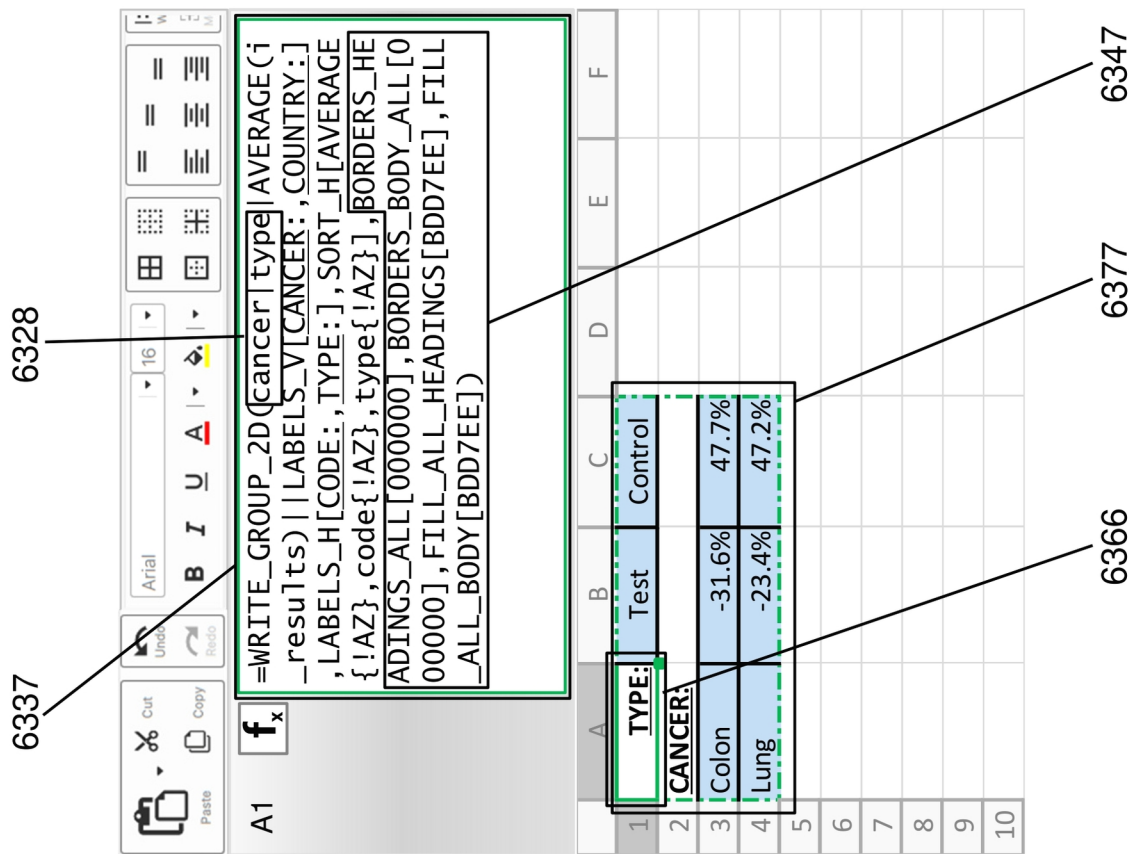 6337
6328
6347
6377
6366
Paste
Cut
Copy
Undo
Redo
Arial
16
B I U A
A1
fx
=WRITE_GROUP_2D(cancer|type|AVERAGE(i
_results)||LABELS_V[CANCER:,COUNTRY:]
,LABELS_H[CODE:,TYPE:],SORT_H[AVERAGE
{!AZ},code{!AZ},type{!AZ}],BORDERS_HE
ADINGS_ALL[000000],BORDERS_BODY_ALL[0
00000],FILL_ALL_HEADINGS[BDD7EE],FILL
_ALL_BODY[BDD7EE])
A B C D E F
1 TYPE: Test Control
2 CANCER:
3 Colon -31.6% 47.7%
4 Lung -23.4% 47.2%
5
6
7
8
9
10